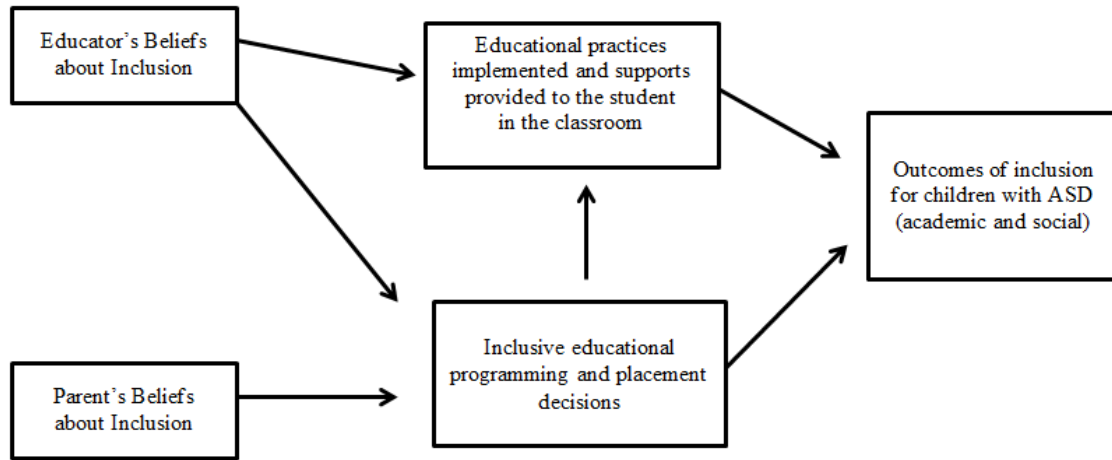 Educator’s Beliefs
about Inclusion
Educational practices
implemented and supports
provided to the student
in the classroom
Outcomes of inclusion
for children with ASD
(academic and social)
Inclusive educational
programming and placement
decisions
Parent’s Beliefs
about Inclusion